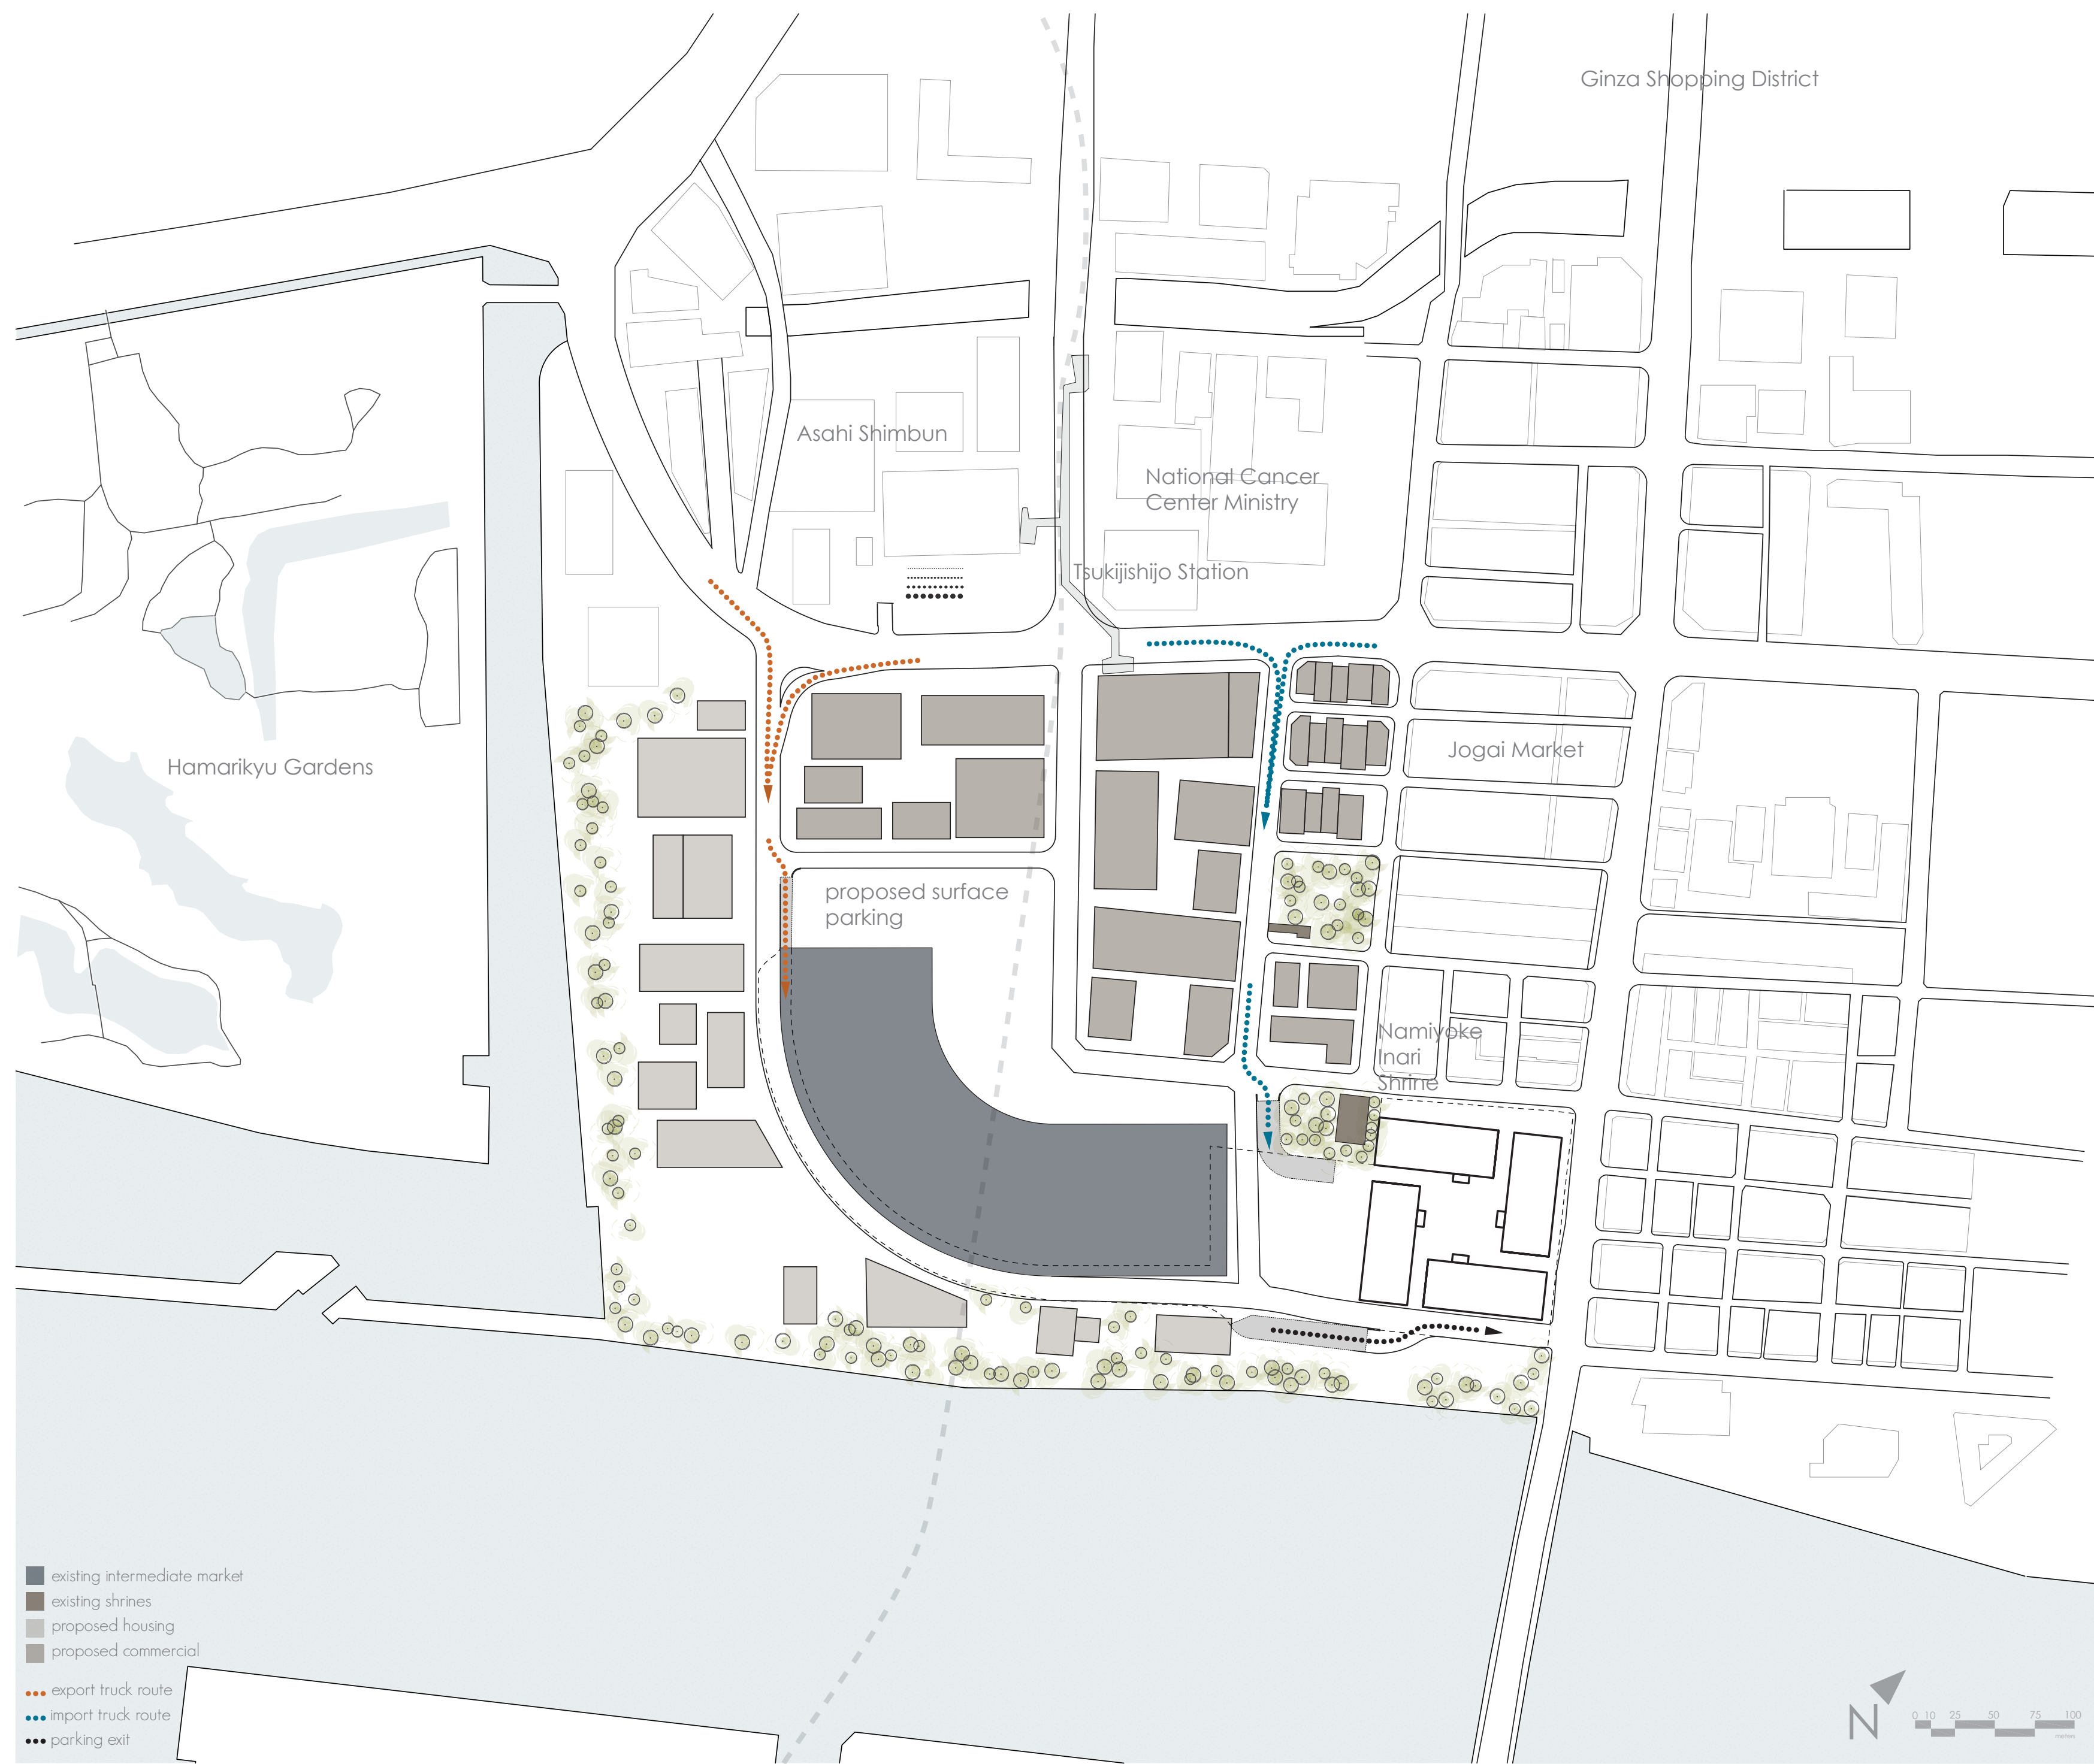 Ginza Shopping District
Asahi Shimbun
National Cancer
Center Ministry
Tsukijishijo Station
Jogai Market
Hamarikyu Gardens
proposed surface
parking
Namiyoke
Inari
Shrine
existing intermediate market
existing shrines
proposed housing
proposed commercial
export truck route
import truck route
parking exit
N
0 10 25 50 75 100
meters